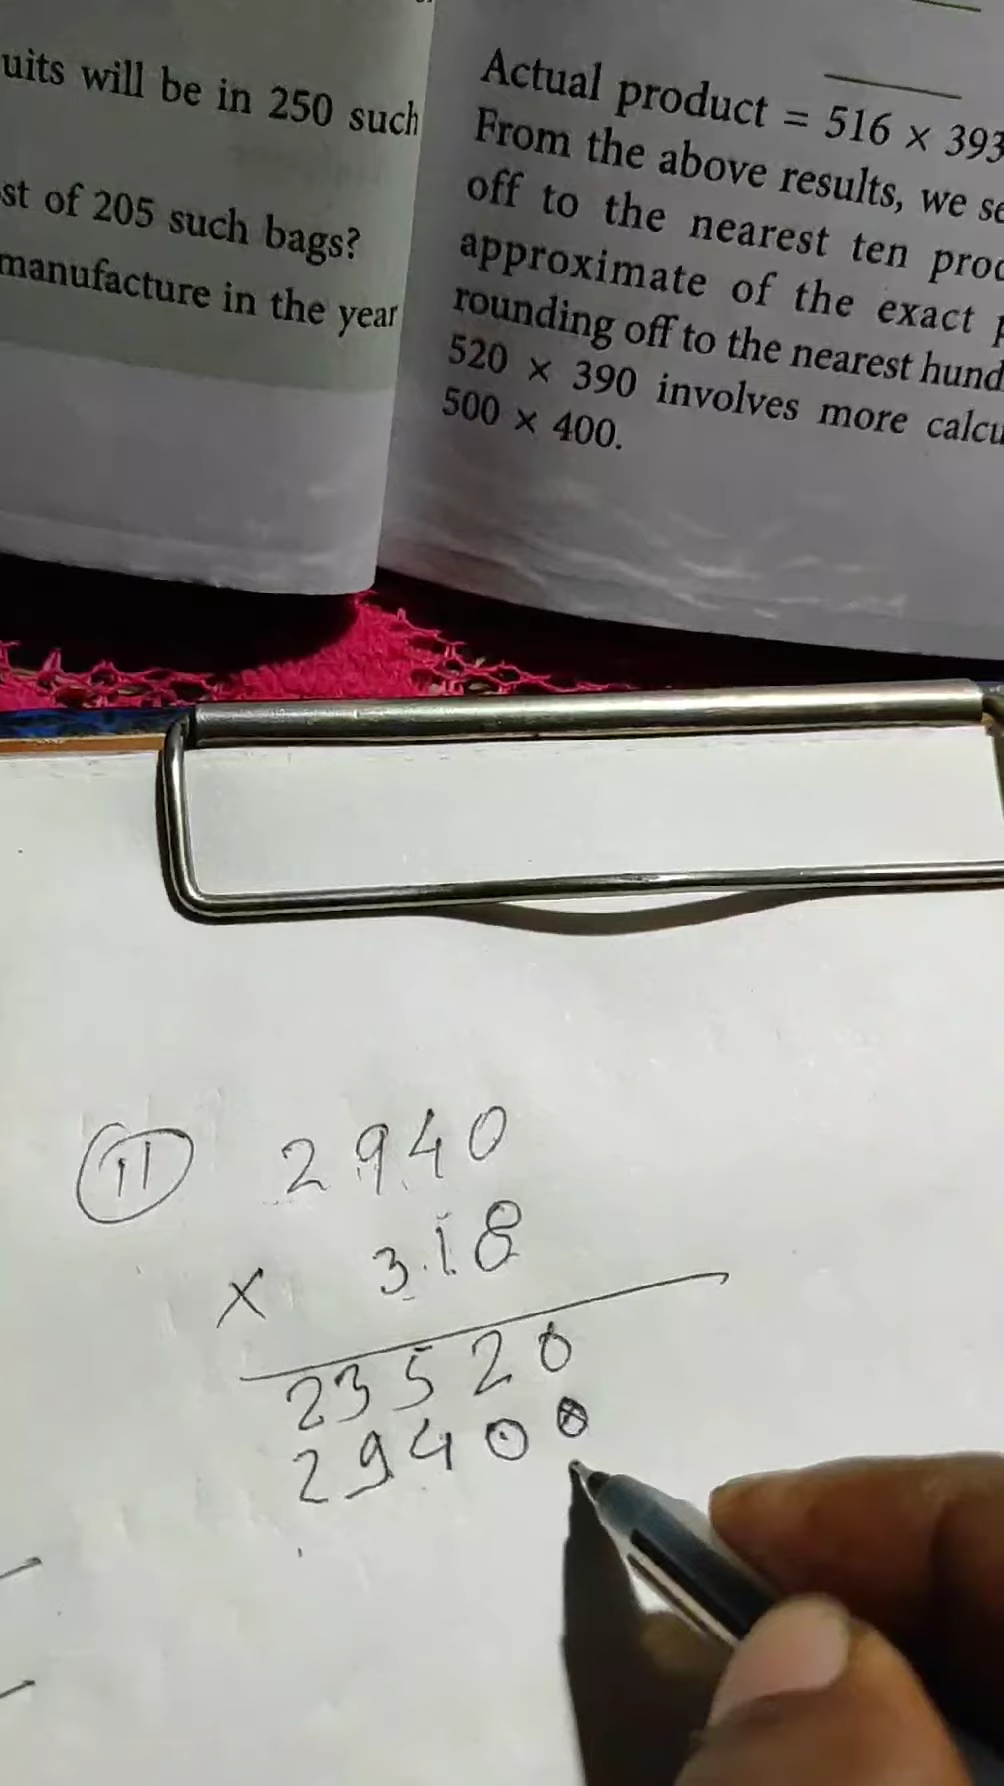 uits will be in 250 such
st of 205 such bags?
manufacture in the year
Actual product = 516 × 393
From the above results, we se
off to the nearest ten proc
approximate of the exact p
rounding off to the nearest hund
520 × 390 involves more calcu
500 × 400.
11 2940
× 318
23520
29400